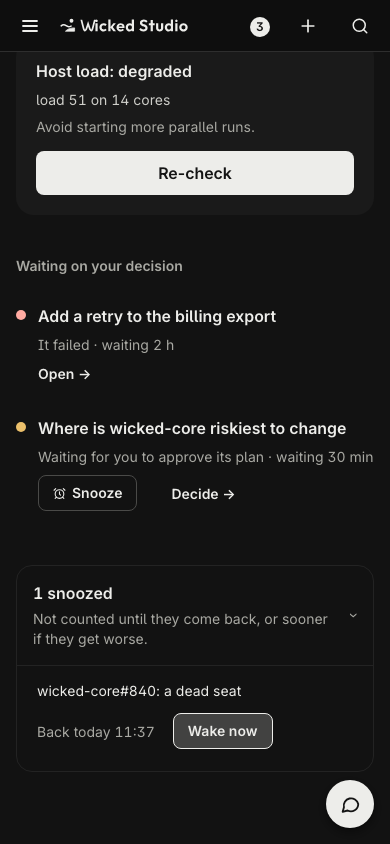 Wicked Studio
3
Host load: degraded
load 51 on 14 cores
Avoid starting more parallel runs.
Re-check
Waiting on your decision
Add a retry to the billing export
It failed · waiting 2 h
Open →
Where is wicked-core riskiest to change
Waiting for you to approve its plan · waiting 30 min
Snooze
Decide →
1 snoozed
Not counted until they come back, or sooner
if they get worse.
wicked-core#840: a dead seat
Back today 11:37
Wake now